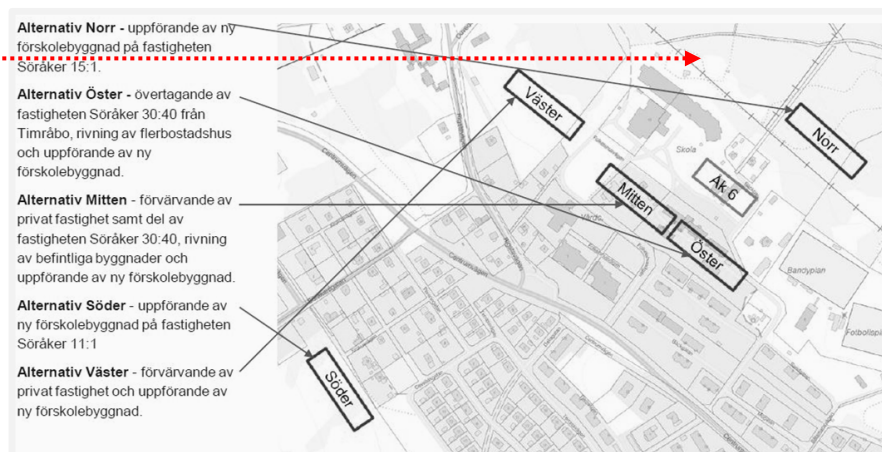 Alternativ Norr - uppförande av ny
förskolebyggnad på fastigheten
Söråker 15:1.
Alternativ Öster - övertagande av
fastigheten Söråker 30:40 från
Timråbo, rivning av flerbostadshus
och uppförande av ny
förskolebyggnad.
Alternativ Mitten - förvärvande av
privat fastighet samt del av
fastigheten Söråker 30:40, rivning
av befintliga byggnader och
uppförande av ny förskolebyggnad.
Alternativ Söder - uppförande av
ny förskolebyggnad på fastigheten
Söråker 11:1
Alternativ Väster - förvärvande av
privat fastighet och uppförande av
ny förskolebyggnad.
Väster
Norr
Skola
Åk 6
Mitten
Öster
Bandyplan
Söder